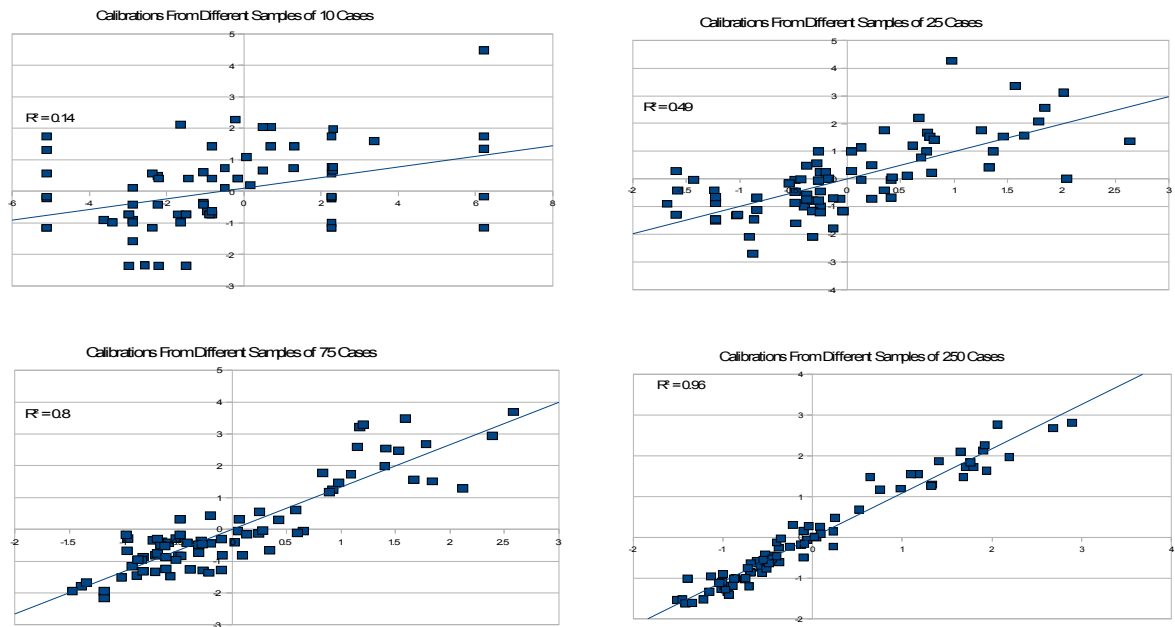 Calibrations From Different Samples of 10 Cases
5
4
3
R² = 0.14
2
1
0
-6 -4 -2 0 2 4 6 8
-1
-2
-3
Calibrations From Different Samples of 25 Cases
5
4
3
R² = 0.49
2
1
0
-2 -1.5 -1 -0.5 0 0.5 1 1.5 2 2.5 3
-1
-2
-3
-4
Calibrations From Different Samples of 75 Cases
5
4
R² = 0.8
3
2
1
0
-2 -1.5 -1 -0.5 0 0.5 1 1.5 2 2.5 3
-1
-2
-3
Calibrations From Different Samples of 250 Cases
4
R² = 0.96
3
2
1
0
-2 -1 0 1 2 3 4
-1
-2